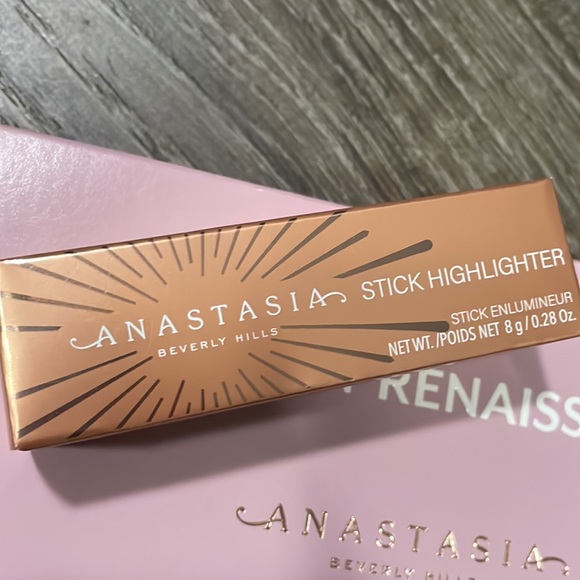 ANASTASIA
BEVERLY HILLS
STICK HIGHLIGHTER
STICK ENLUMINEUR
NET WT./POIDS NET 8 g/0.28 Oz.
RENAISS
ANASTASIA
BEVERLY HILLS